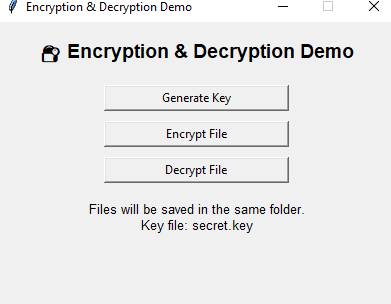 Encryption & Decryption Demo
Encryption & Decryption Demo
Generate Key
Encrypt File
Decrypt File
Files will be saved in the same folder.
Key file: secret.key